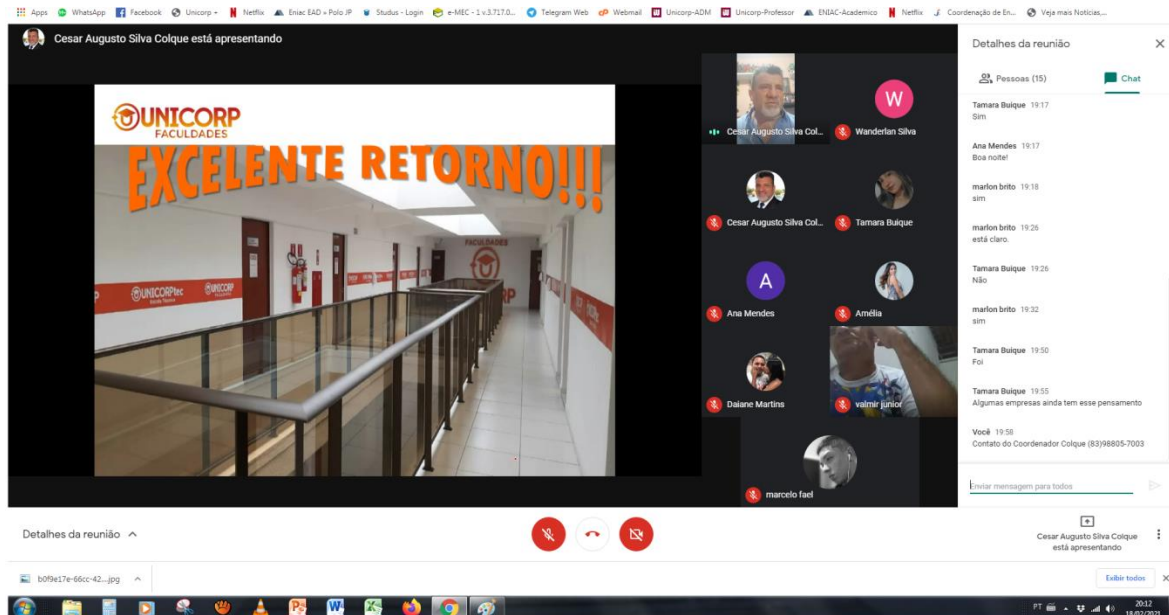 Apps WhatsApp Facebook Unicorp Netflix Eniac EAD » Polo JP Studus - Login e-MEC - 1 v.3.717.0... Telegram Web Webmail Unicorp-ADM Unicorp-Professor ENIAC-Academico Netflix Coordenação de En... Veja mais Notícias,...
Cesar Augusto Silva Colque está apresentando
UNICORP
FACULDADES
EXCELENTE RETORNO!!!
FACULDADES
UNICORPtec
Escola Técnica
UNICORP
RP
Cesar Augusto Silva Col...
W
Wanderlan Silva
Cesar Augusto Silva Col...
Tamara Buique
A
Ana Mendes
Amélia
Daiane Martins
valmir junior
marcelo fael
Detalhes da reunião
Pessoas (15)
Chat
Tamara Buique 19:17
Sim
Ana Mendes 19:17
Boa noite!
marlon brito 19:18
sim
marlon brito 19:26
está claro.
Tamara Buique 19:26
Não
marlon brito 19:32
sim
Tamara Buique 19:50
Foi
Tamara Buique 19:55
Algumas empresas ainda tem esse pensamento
Você 19:58
Contato do Coordenador Colque (83)98805-7003
Enviar mensagem para todos
Detalhes da reunião
Cesar Augusto Silva Colque
está apresentando
b0f9e17e-66cc-42....jpg
Exibir todos
PT
20:12
18/02/2021